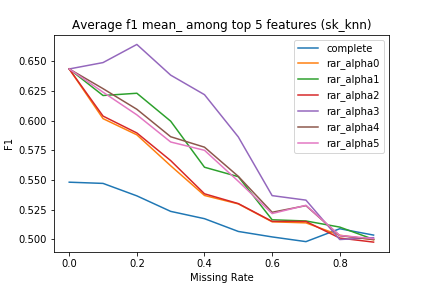 Average f1 mean_ among top 5 features (sk_knn)
complete
rar_alpha0
rar_alpha1
rar_alpha2
rar_alpha3
rar_alpha4
rar_alpha5
F1
0.650
0.625
0.600
0.575
0.550
0.525
0.500
0.0 0.2 0.4 0.6 0.8
Missing Rate